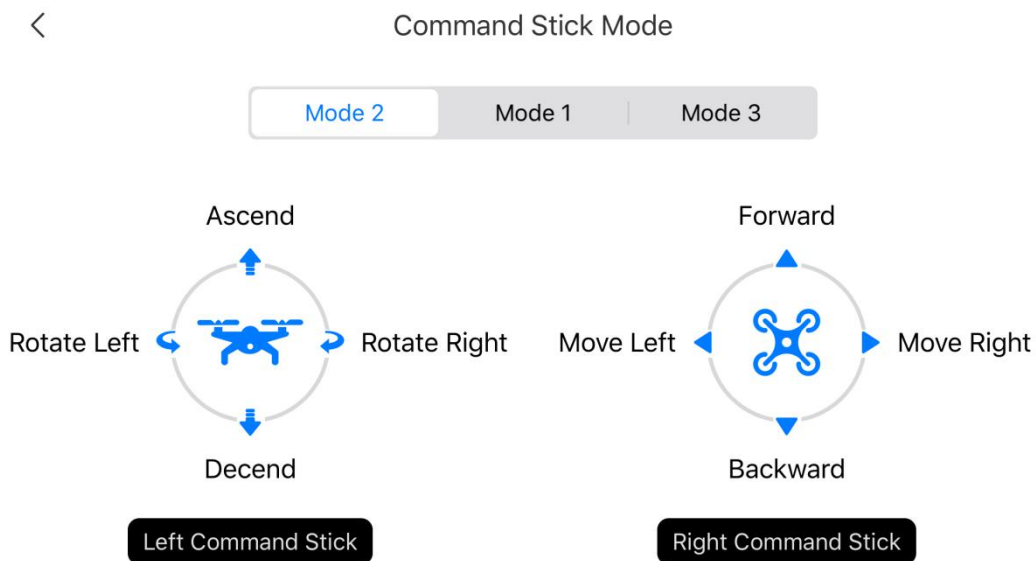 Command Stick Mode
Mode 2 Mode 1 Mode 3
Ascend Forward
Rotate Left Rotate Right Move Left Move Right
Decend Backward
Left Command Stick Right Command Stick